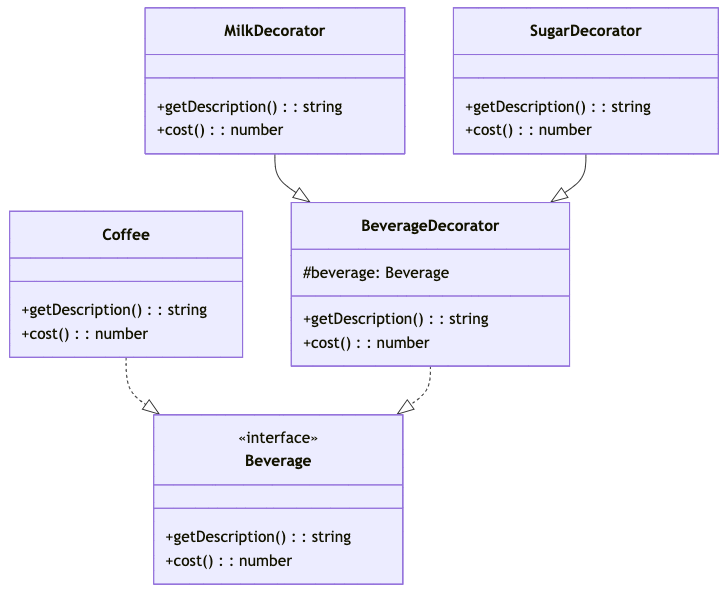 MilkDecorator
+getDescription() : : string
+cost() : : number
SugarDecorator
+getDescription() : : string
+cost() : : number
Coffee
+getDescription() : : string
+cost() : : number
BeverageDecorator
#beverage: Beverage
+getDescription() : : string
+cost() : : number
«interface»
Beverage
+getDescription() : : string
+cost() : : number